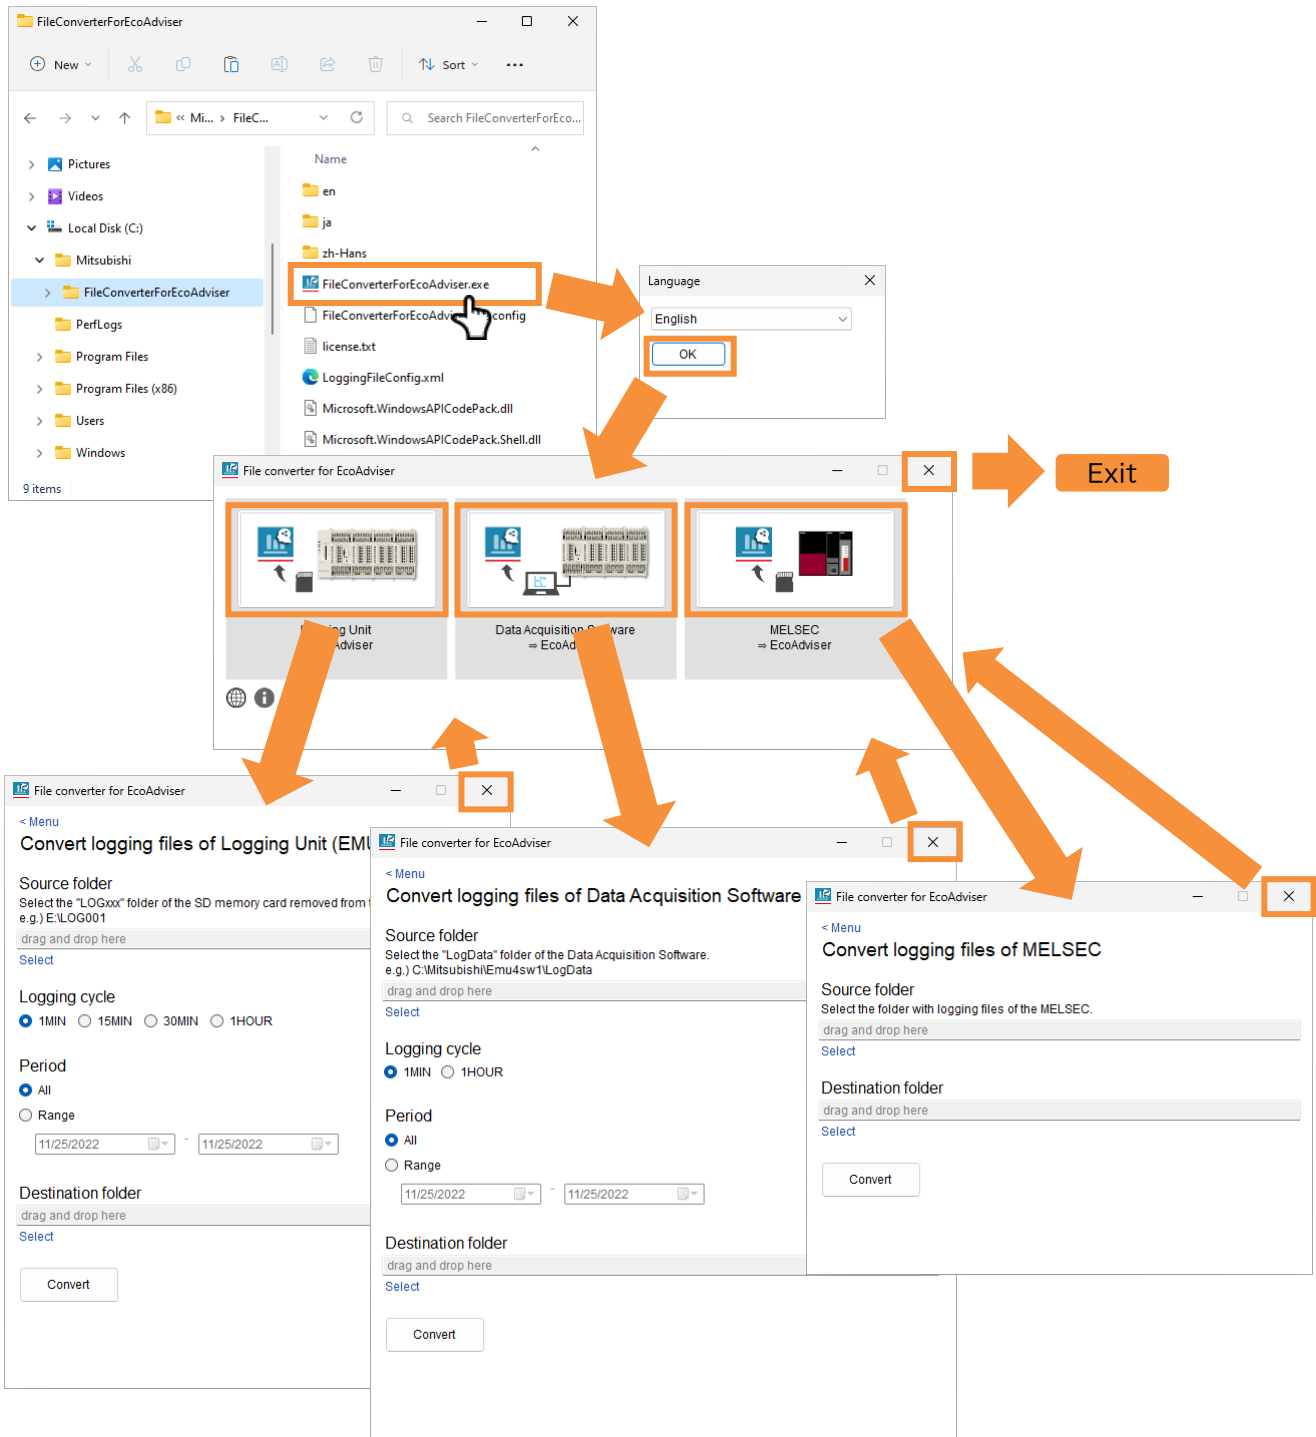 FileConverterForEcoAdviser
New
Sort
« Mi... › FileC...
Search FileConverterForEco...
Pictures
Videos
Local Disk (C:)
Mitsubishi
FileConverterForEcoAdviser
PerfLogs
Program Files
Program Files (x86)
Users
Windows
9 items
Name
en
ja
zh-Hans
FileConverterForEcoAdviser.exe
config
license.txt
LoggingFileConfig.xml
Microsoft.WindowsAPICodePack.dll
Microsoft.WindowsAPICodePack.Shell.dll
Language
English
OK
File converter for EcoAdviser
Exit
Unit
Data Acquisition
⇒
MELSEC
⇒ EcoAdviser
File converter for EcoAdviser
< Menu
Convert logging files of Logging Unit
Source folder
Select the "LOGxxx" folder of the SD memory card removed from
e.g.) E:\LOG001
drag and drop here
Select
Logging cycle
1MIN 15MIN 30MIN 1HOUR
Period
All
Range
11/25/2022 - 11/25/2022
Destination folder
drag and drop here
Select
Convert
File converter for EcoAdviser
< Menu
Convert logging files of Data Acquisition Software
Source folder
Select the "LogData" folder of the Data Acquisition Software.
e.g.) C:\Mitsubishi\Emu4sw1\LogData
drag and drop here
Select
Logging cycle
1MIN 1HOUR
Period
All
Range
11/25/2022 - 11/25/2022
Destination folder
drag and drop here
Select
Convert
File converter for EcoAdviser
< Menu
Convert logging files of MELSEC
Source folder
Select the folder with logging files of the MELSEC.
drag and drop here
Select
Destination folder
drag and drop here
Select
Convert